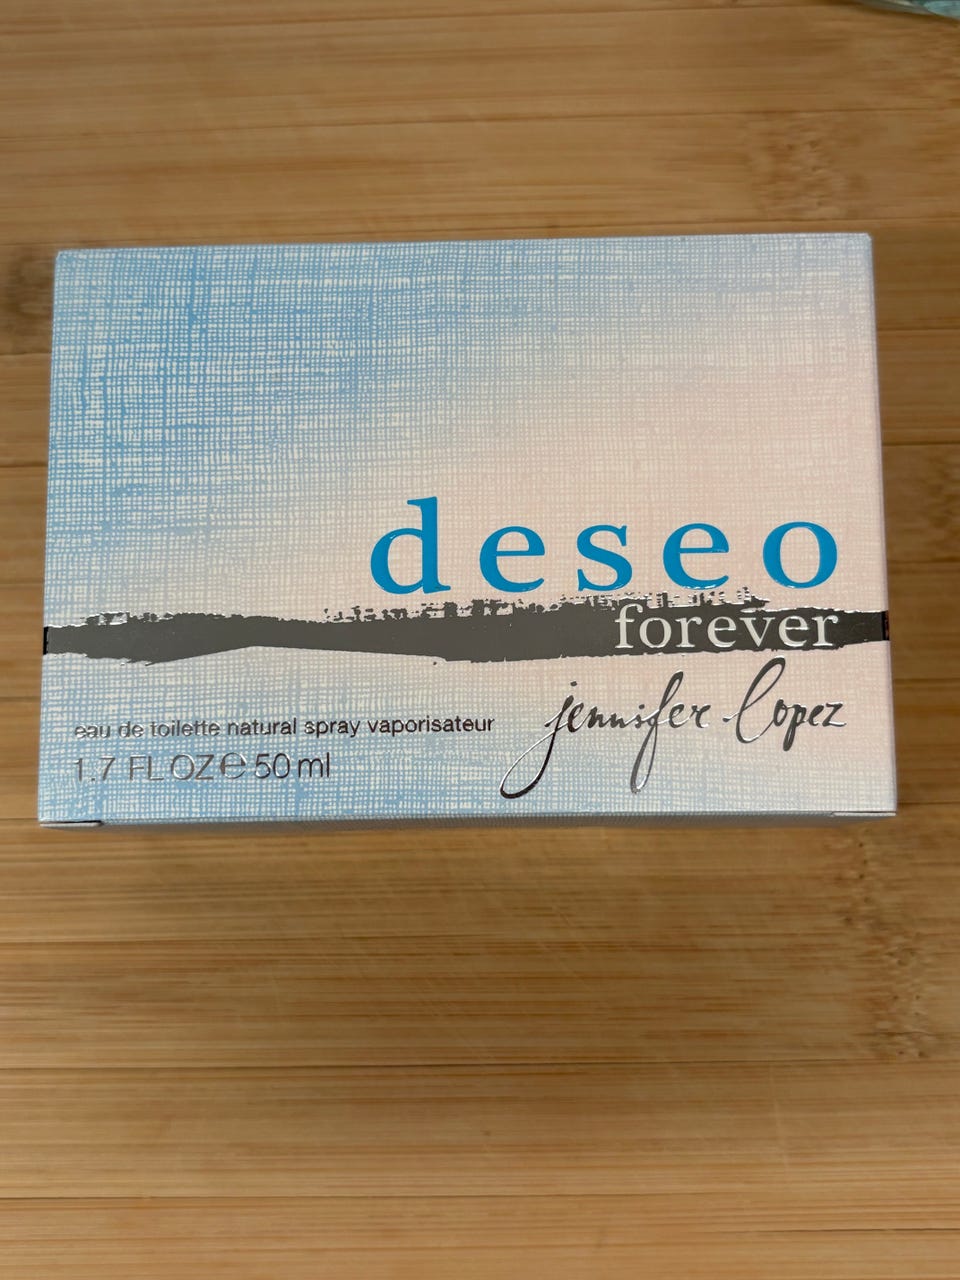 deseo
forever
jennifer lopez
eau de toilette natural spray vaporisateur
1.7 FL OZ ℮ 50 ml